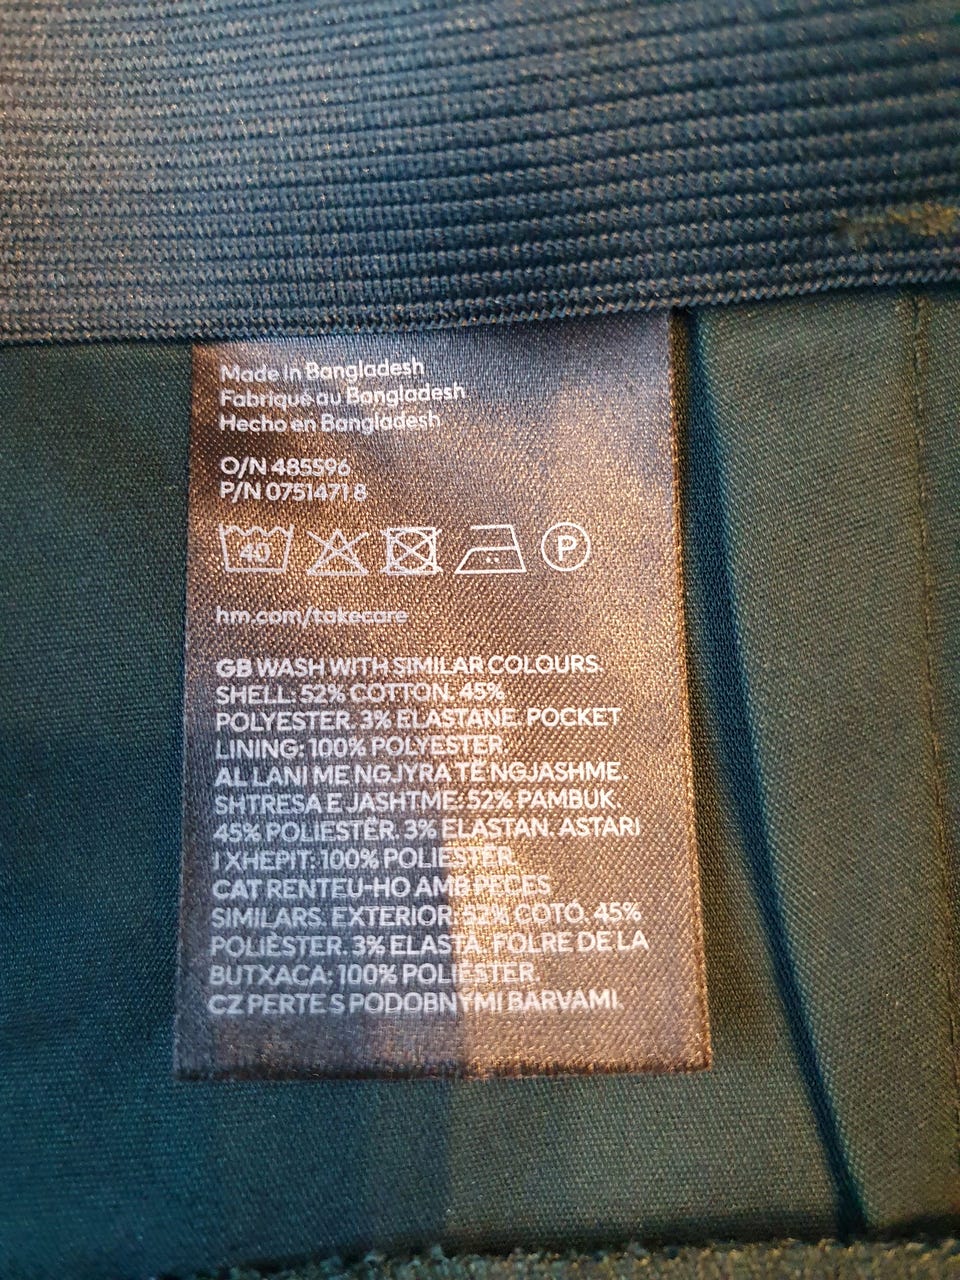 Made in Bangladesh
Fabriqué au Bangladesh
Hecho en Bangladesh
O/N 485596
P/N 07514718
40 P
hm.com/takecare
GB WASH WITH SIMILAR COLOURS.
SHELL: 52% COTTON. 45%
POLYESTER. 3% ELASTANE. POCKET
LINING: 100% POLYESTER.
AL LANI ME NGJYRA TË NGJASHME.
SHTRESA E JASHTME: 52% PAMBUK.
45% POLIESTËR. 3% ELASTAN. ASTARI
I XHEPIT: 100% POLIESTËR.
CAT RENTEU-HO AMB PECES
SIMILARS. EXTERIOR: 52% COTÓ. 45%
POLIÈSTER. 3% ELASTÀ. FOLRE DE LA
BUTXACA: 100% POLIÈSTER.
CZ PERTE S PODOBNÝMI BARVAMI.